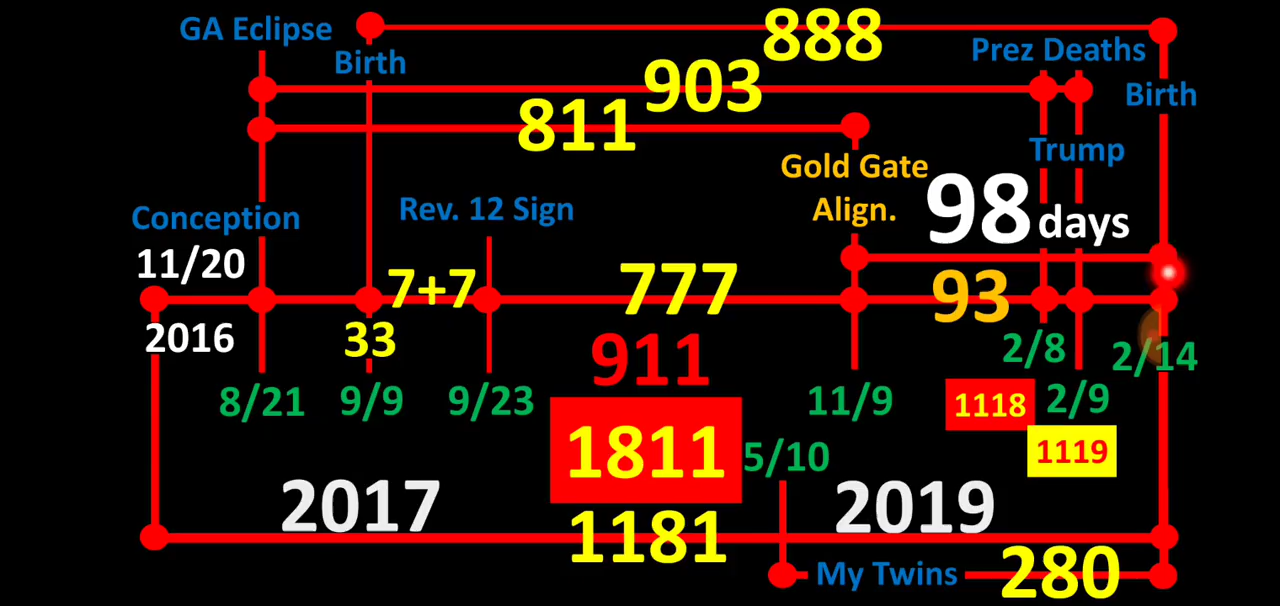 888
GA Eclipse
Prez Deaths
Birth
903
Birth
811
Trump
Gold Gate
Align.
98 days
Conception
Rev. 12 Sign
11/20
7+7
777
93
2016
33
2/8
2/14
911
8/21
9/9
9/23
11/9
1118
2/9
1811
5/10
1119
2017
2019
1181
My Twins
280